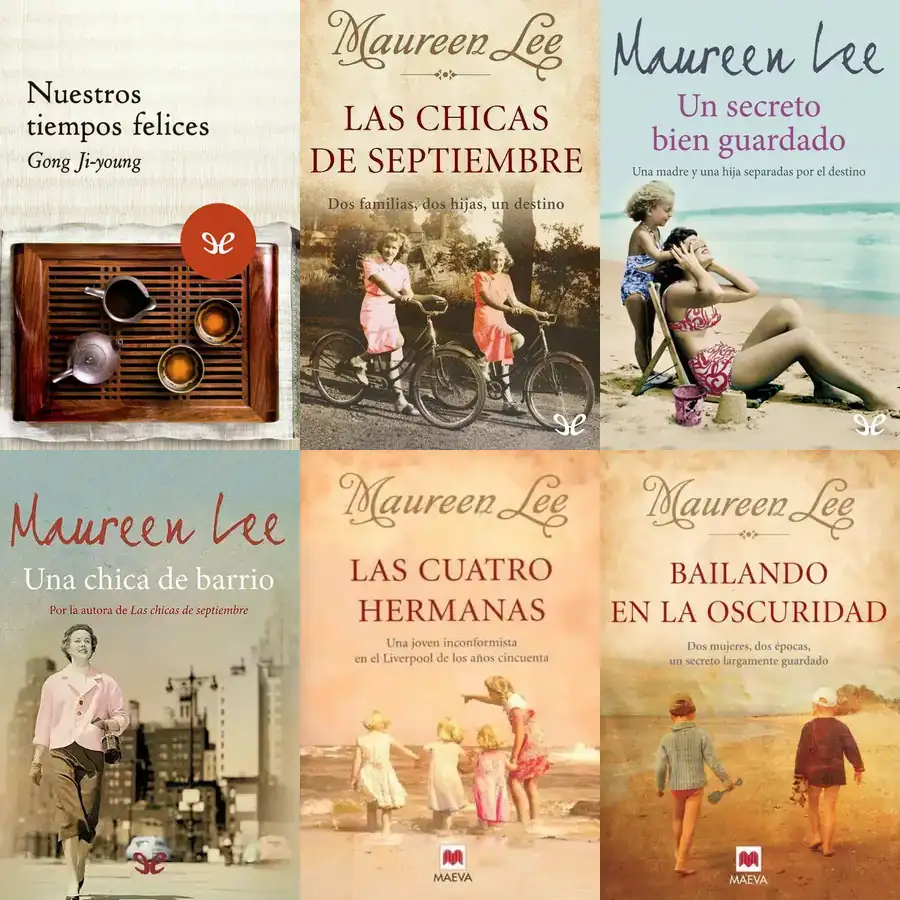 Nuestros
tiempos felices
Gong Ji-young
Maureen Lee
LAS CHICAS
DE SEPTIEMBRE
Dos familias, dos hijas, un destino
Maureen Lee
Un secreto
bien guardado
Una madre y una hija separadas por el destino
Maureen Lee
Una chica de barrio
Por la autora de Las chicas de septiembre
Maureen Lee
LAS CUATRO
HERMANAS
Una joven inconformista
en el Liverpool de los años cincuenta
MAEVA
Maureen Lee
BAILANDO
EN LA OSCURIDAD
Dos mujeres, dos épocas,
un secreto largamente guardado
MAEVA